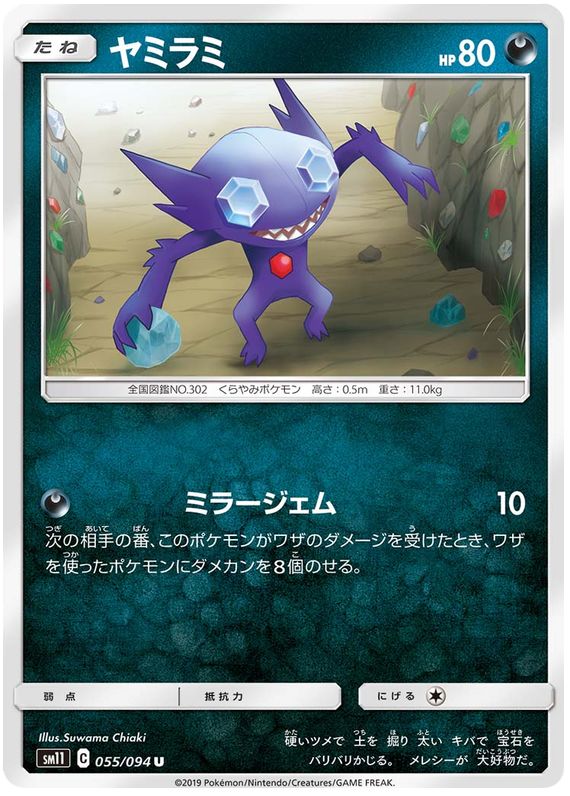 たね ヤミラミ HP80
全国図鑑NO.302 くらやみポケモン 高さ：0.5m 重さ：11.0kg
ミラージェム 10
次の相手の番、このポケモンがワザのダメージを受けたとき、ワザ
を使ったポケモンにダメカンを8個のせる。
弱点 抵抗力 にげる
Illus.Suwama Chiaki
SM11 C 055/094 U
硬いツメで 土を 掘り 太い キバで 宝石を
バリバリかじる。 メレシーが 大好物だ。
©2019 Pokémon/Nintendo/Creatures/GAME FREAK.